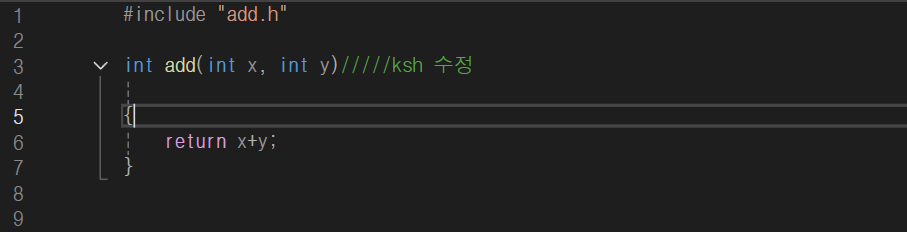 1 #include "add.h"
2
3 int add(int x, int y)/////ksh 수정
4
5 {
6 return x+y;
7 }
8
9